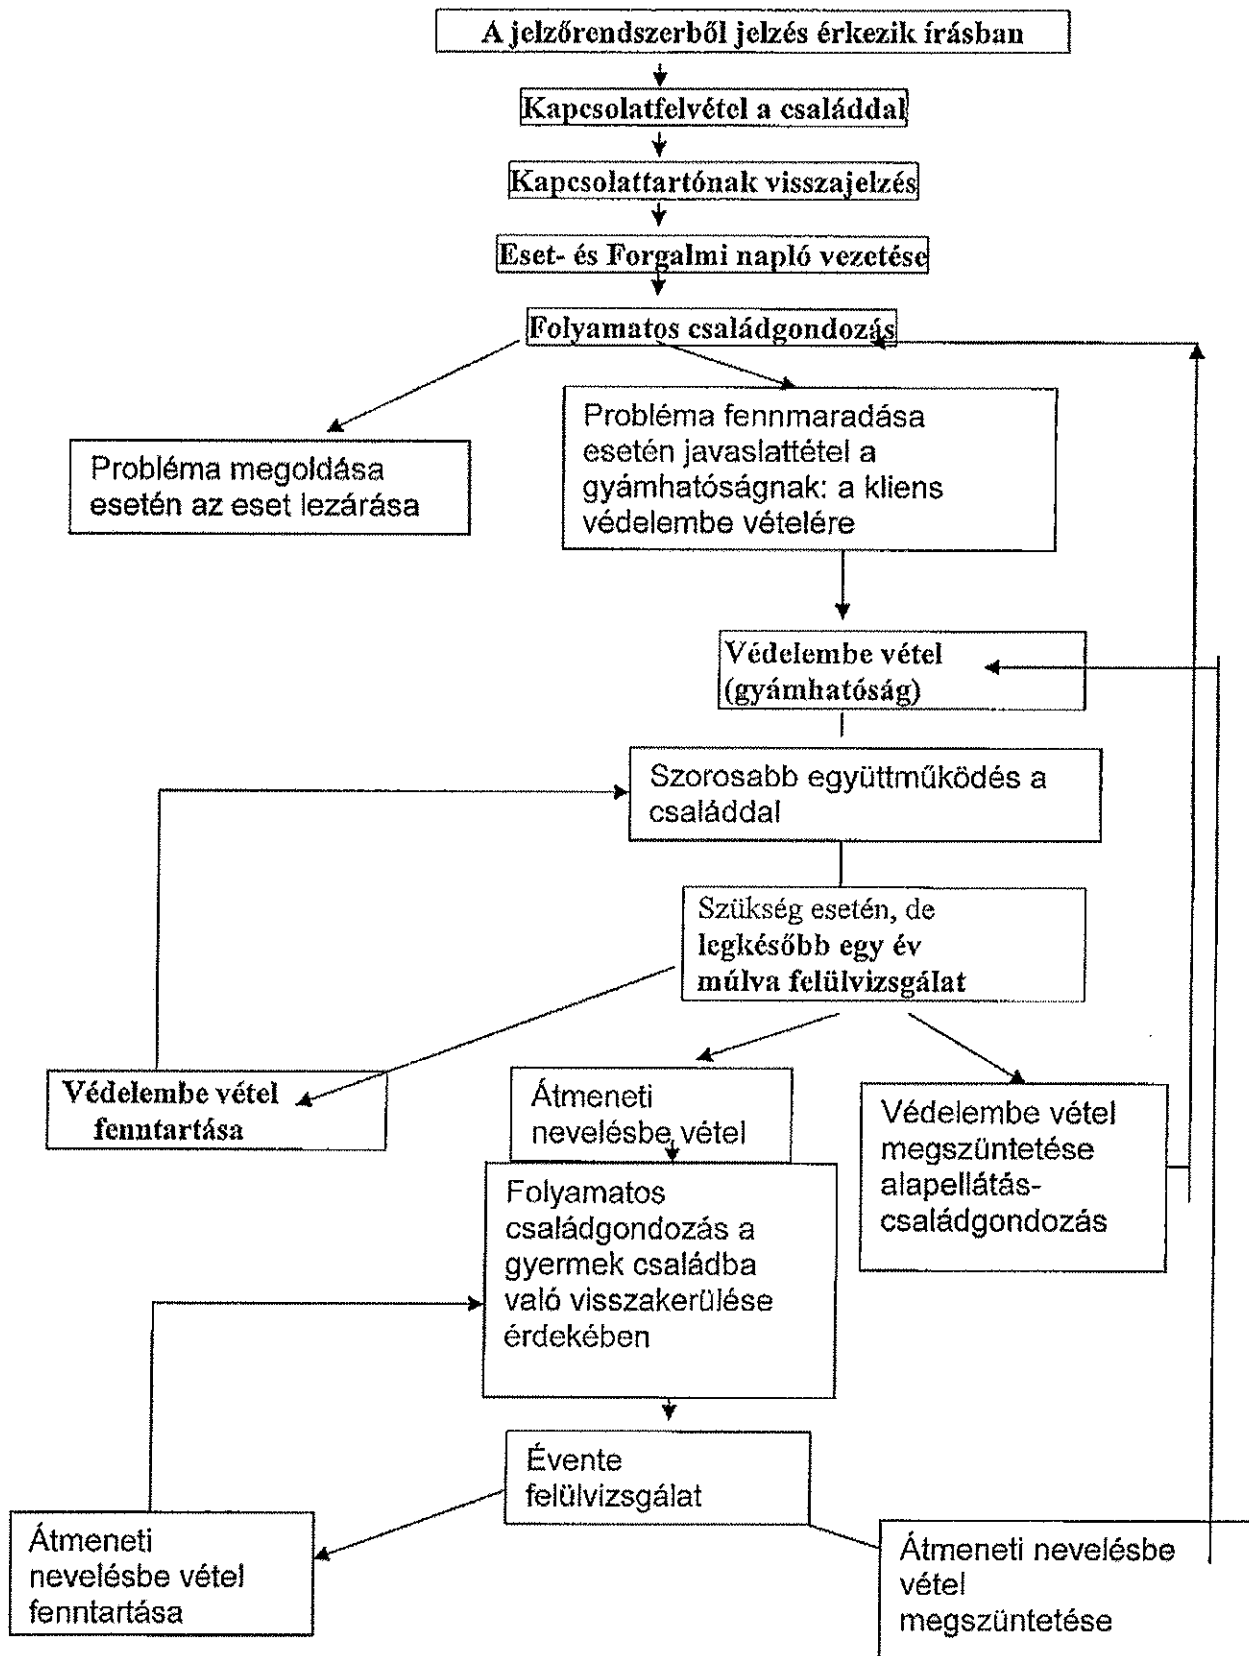 A jelzőrendszerből jelzés érkezik írásban
Kapcsolatfelvétel a családdal
Kapcsolattartónak visszajelzés
Eset- és Forgalmi napló vezetése
Folyamatos családgondozás
Probléma megoldása
esetén az eset lezárása
Probléma fennmaradása
esetén javaslattétel a
gyámhatóságnak: a kliens
védelembe vételére
Védelembe vétel
(gyámhatóság)
Szorosabb együttműködés a
családdal
Szükség esetén, de
legkésőbb egy év
múlva felülvizsgálat
Védelembe vétel
fenntartása
Átmeneti
nevelésbe vétel
Védelembe vétel
megszüntetése
alapellátás-
családgondozás
Folyamatos
családgondozás a
gyermek családba
való visszakerülése
érdekében
Évente
felülvizsgálat
Átmeneti
nevelésbe vétel
fenntartása
Átmeneti nevelésbe
vétel
megszüntetése